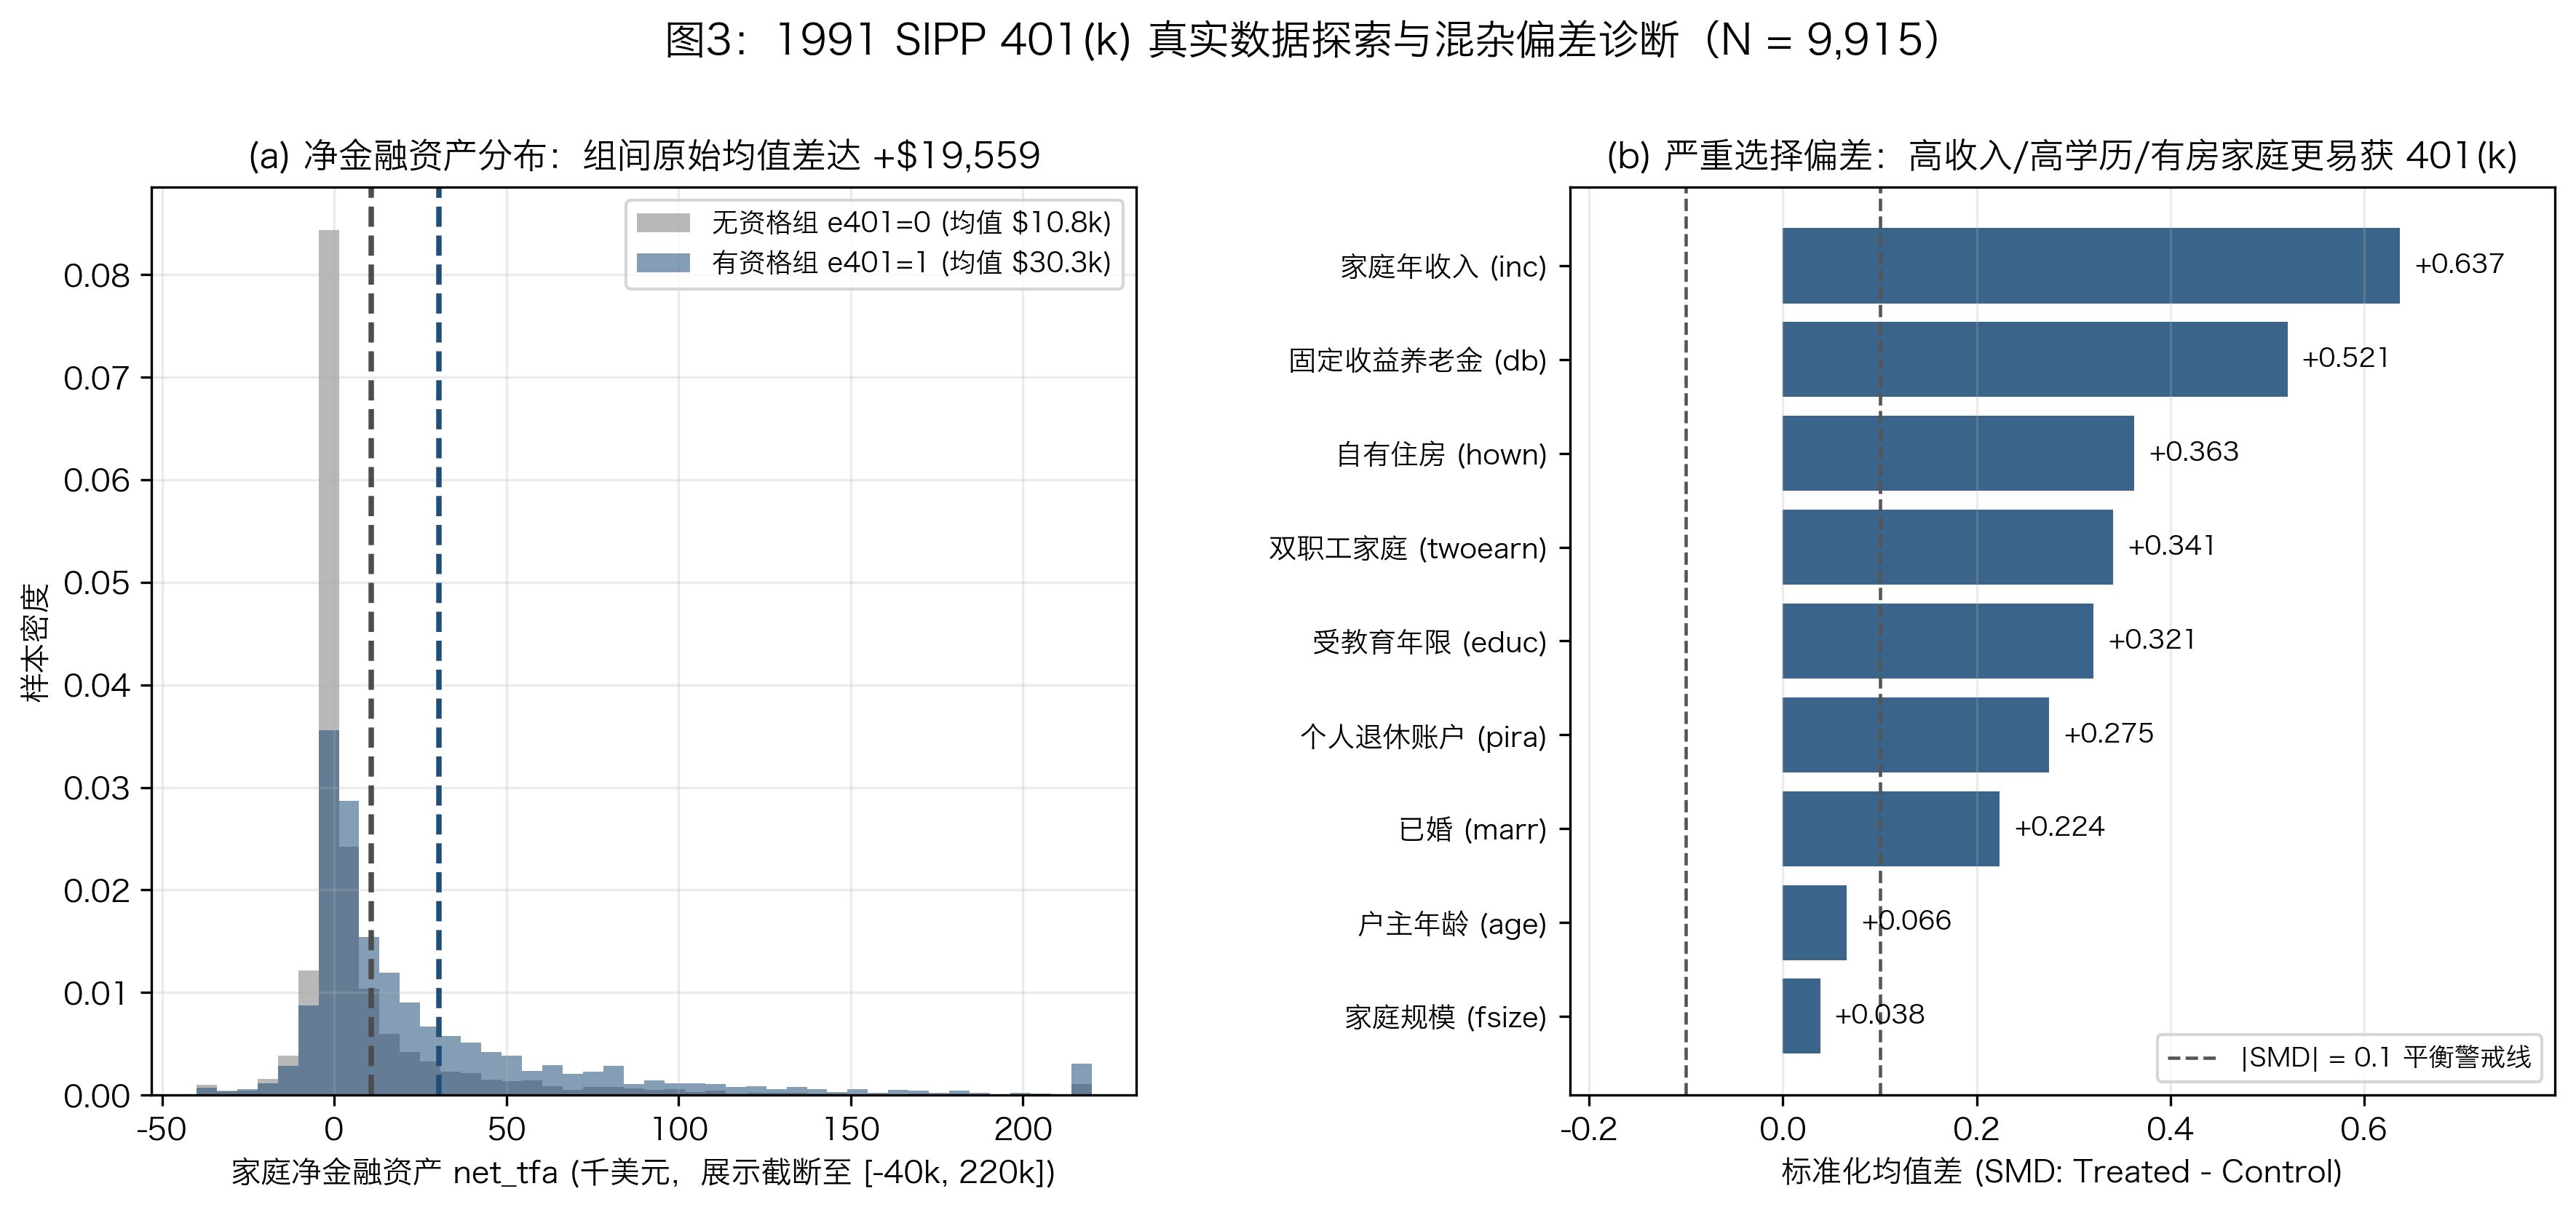 图3：1991 SIPP 401(k) 真实数据探索与混杂偏差诊断（N = 9,915）
(a) 净金融资产分布：组间原始均值差达 +$19,559
无资格组 e401=0 (均值 $10.8k)
有资格组 e401=1 (均值 $30.3k)
样本密度
0.08
0.07
0.06
0.05
0.04
0.03
0.02
0.01
0.00
-50 0 50 100 150 200
家庭净金融资产 net_tfa (千美元，展示截断至 [-40k, 220k])
(b) 严重选择偏差：高收入/高学历/有房家庭更易获 401(k)
家庭年收入 (inc) +0.637
固定收益养老金 (db) +0.521
自有住房 (hown) +0.363
双职工家庭 (twoearn) +0.341
受教育年限 (educ) +0.321
个人退休账户 (pira) +0.275
已婚 (marr) +0.224
户主年龄 (age) +0.066
家庭规模 (fsize) +0.038
|SMD| = 0.1 平衡警戒线
-0.2 0.0 0.2 0.4 0.6
标准化均值差 (SMD: Treated - Control)